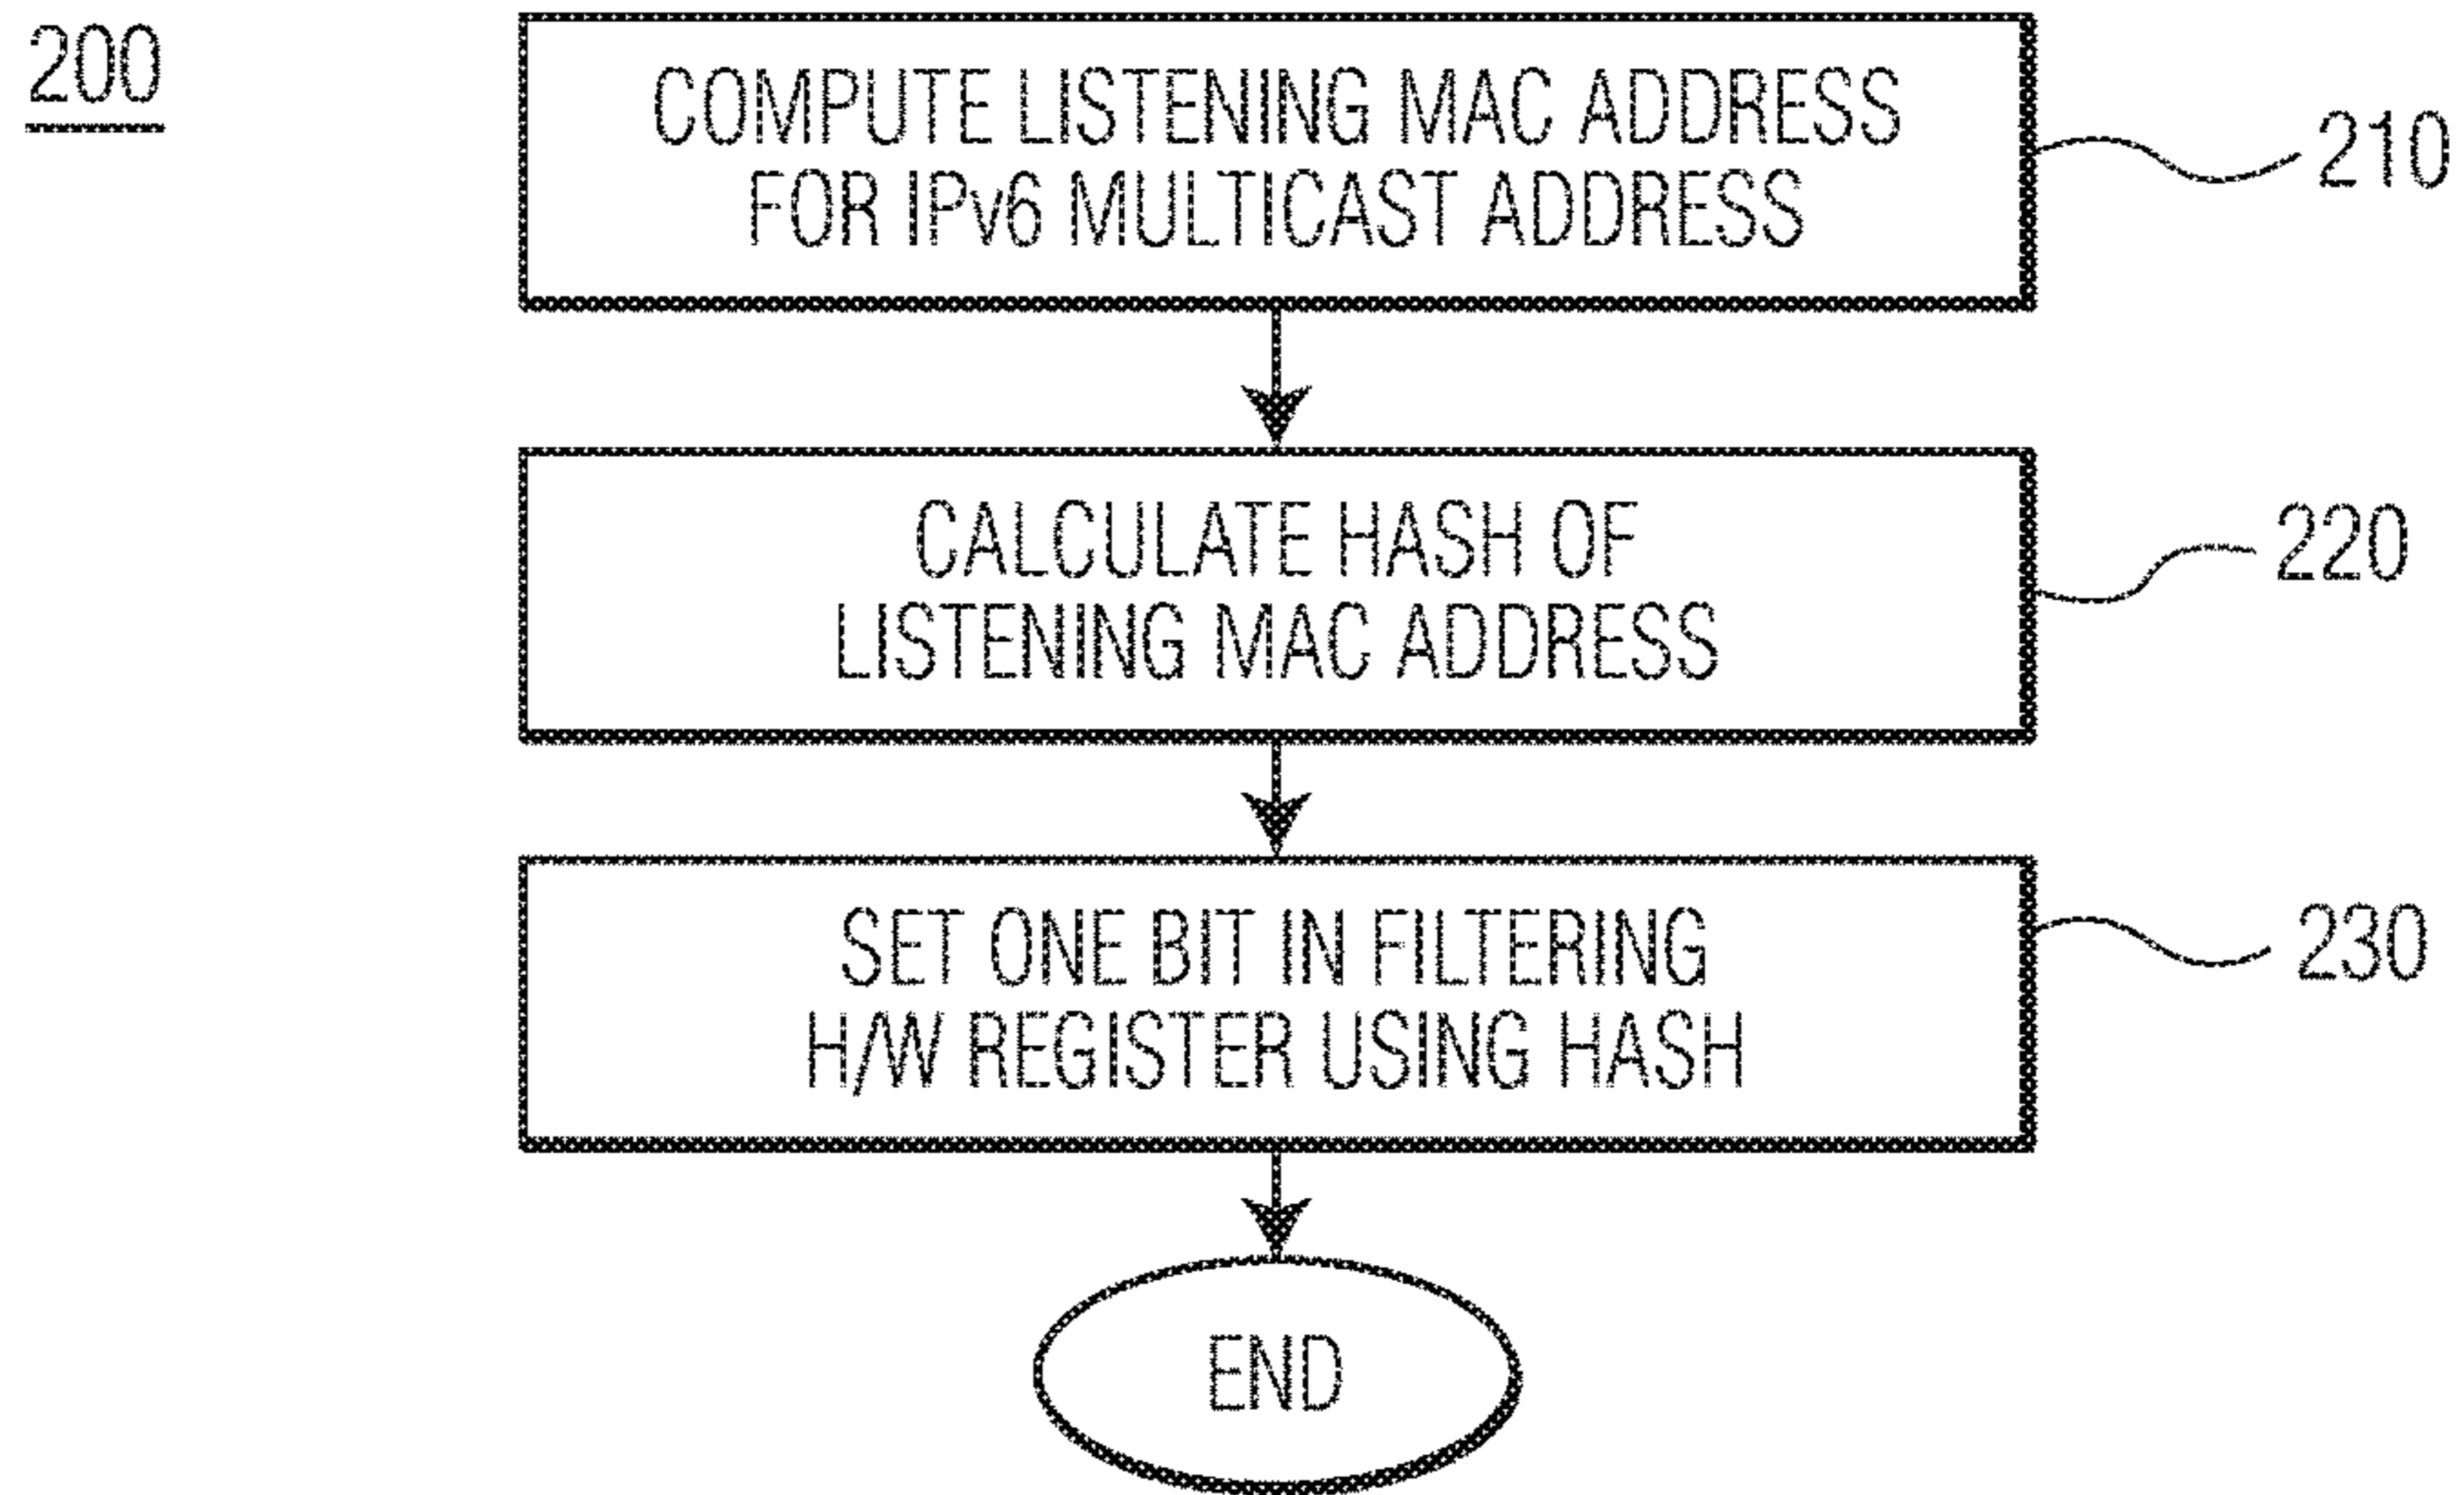 200
COMPUTE LISTENING MAC ADDRESS
FOR IPv6 MULTICAST ADDRESS
210
CALCULATE HASH OF
LISTENING MAC ADDRESS
220
SET ONE BIT IN FILTERING
H/W REGISTER USING HASH
230
END